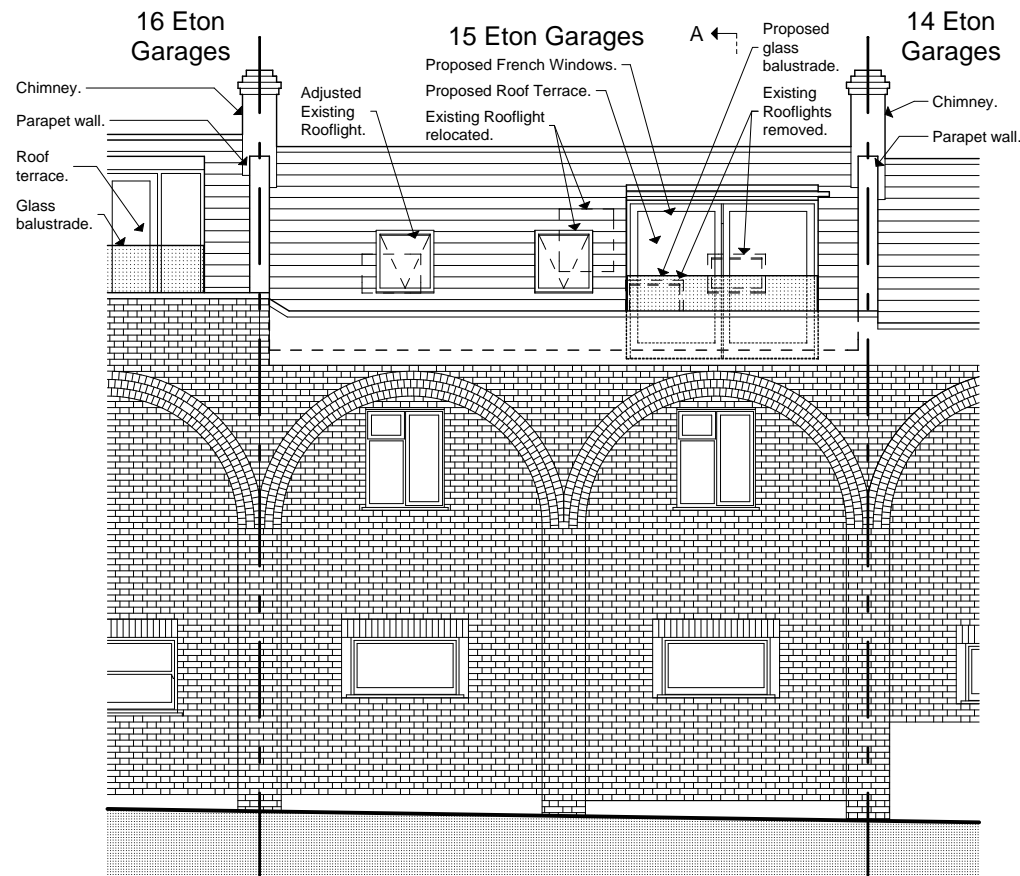 16 Eton
Garages
15 Eton Garages
14 Eton
Garages
A
Chimney.
Parapet wall.
Roof
terrace.
Glass
balustrade.
Adjusted
Existing
Rooflight.
Proposed French Windows.
Proposed Roof Terrace.
Existing Rooflight
relocated.
Proposed
glass
balustrade.
Existing
Rooflights
removed.
Chimney.
Parapet wall.